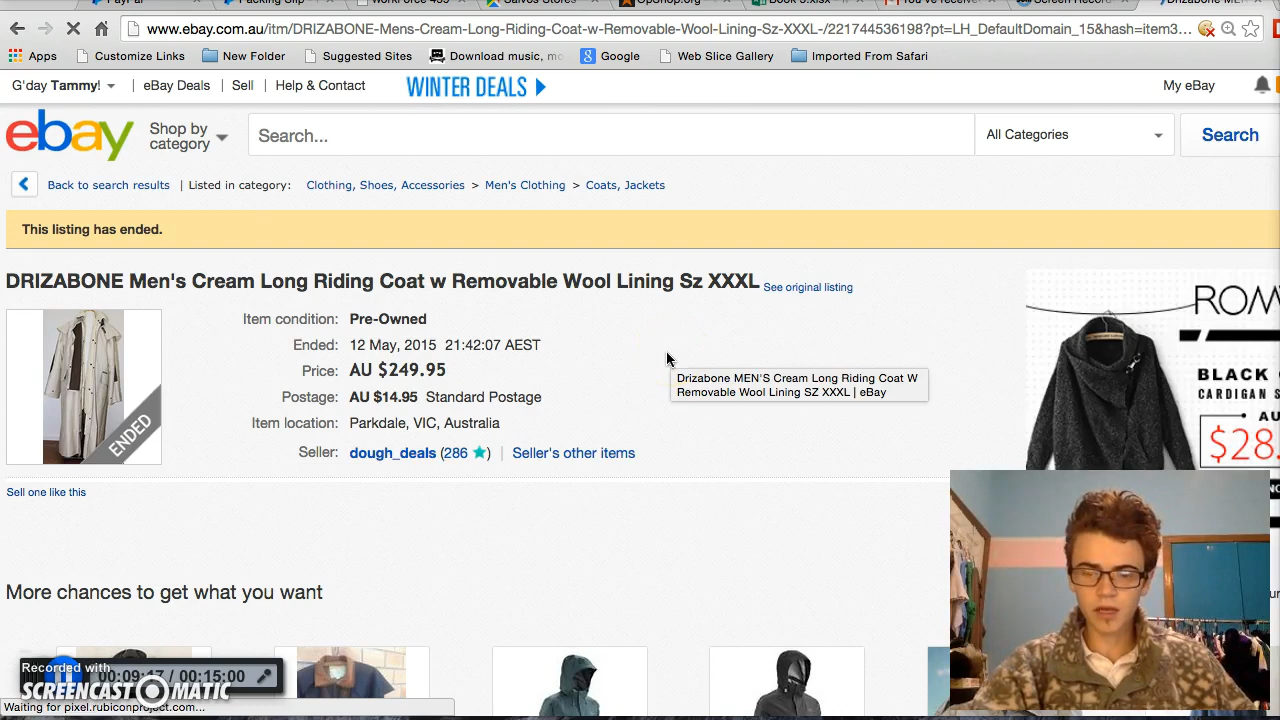 PayPal
Packing Slip -
WorkForce 435
Salvos Stores
OpShop.org -
Book 5.xlsx -
You've receive
Screen Record
Drizabone ME
www.ebay.com.au/itm/DRIZABONE-Mens-Cream-Long-Riding-Coat-w-Removable-Wool-Lining-Sz-XXXL-/221744536198?pt=LH_DefaultDomain_15&hash=item3...
Apps Customize Links New Folder Suggested Sites Download music, mo Google Web Slice Gallery Imported From Safari
G'day Tammy! eBay Deals Sell Help & Contact WINTER DEALS My eBay
ebay Shop by category Search... All Categories Search
Back to search results | Listed in category: Clothing, Shoes, Accessories > Men's Clothing > Coats, Jackets
This listing has ended.
DRIZABONE Men's Cream Long Riding Coat w Removable Wool Lining Sz XXXL See original listing
ENDED
Item condition: Pre-Owned
Ended: 12 May, 2015 21:42:07 AEST
Price: AU $249.95
Postage: AU $14.95 Standard Postage
Item location: Parkdale, VIC, Australia
Seller: dough_deals (286 ) | Seller's other items
Drizabone MEN'S Cream Long Riding Coat W
Removable Wool Lining SZ XXXL | eBay
ROM
BLACK
CARDIGAN S
AU
$28.
Sell one like this
More chances to get what you want
Recorded with
00:09:17 / 00:15:00
SCREENCAST MATIC
Waiting for pixel.rubiconproject.com...